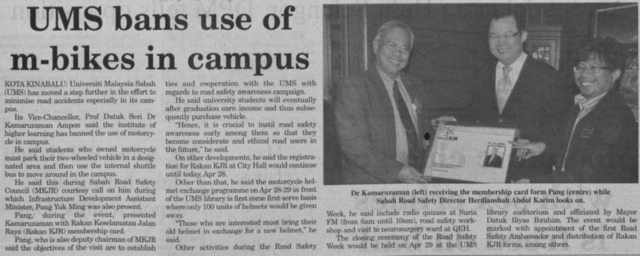 UMS bans use of
m-bikes in campus
KOTA KINABALU: Universiti Malaysia Sabah
(UMS) has moved a step further in the effort to
minimise road accidents especially in its cam-
pus.
Its Vice-Chancellor, Prof Datuk Seri Dr
Kamaruzaman Ampon said the institute of
higher learning has banned the use of motorcy-
cle in campus.
He said students who owned motorcycle
must park their two-wheeled vehicle in a desig-
nated area and then use the internal shuttle
bus to move around in the campus.
He said this during Sabah Road Safety
Council (MKJR) courtesy call on him during
which Infrastructure Development Assistant
Minister, Pang Yuk Ming was also present.
Pang, during the event, presented
Kamaruzaman with Rakan Keselamatan Jalan
Raya (Rakan KJR) membership card.
Pang, who is also deputy chairman of MKJR
said the objectives of the visit are to establish
ties and cooperation with the UMS with
regards to road safety awareness campaign.
He said university students will eventually
after graduation earn income and thus subse-
quently purchase vehicle.
"Hence, it is crucial to instil road safety
awareness early among them so that they
become considerate and ethical road users in
the future," he said.
On other developments, he said the registra-
tion for Rakan KJR at City Hall would continue
until today, Apr 28.
Other than that, he said the motorcycle hel-
met exchange programme on Apr 28-29 in front
of the UMS library is first come first serve basis
where only 100 units of helmets would be given
away.
"Those who are interested must bring their
old helmet in exchange for a new helmet," he
said.
Other activities during the Road Safety
Dr Kamaruzaman (left) receiving the membership card form Pang (centre) while
Sabah Road Safety Director Herdianshah Abdul Karim looks on.
Week, he said include radio quizzes at Suria
FM (from 6am until 10am), road safety work-
shop and visit to neurosurgery ward at QEH.
The closing ceremony of the Road Safety
Week would be held on Apr 29 at the UMS
library auditorium and officiated by Mayor
Datuk Iliyas Ibrahim. The event would be
marked with appointment of the first Road
Safety Ambassador and distribution of Rakan
KJR forms, among others.